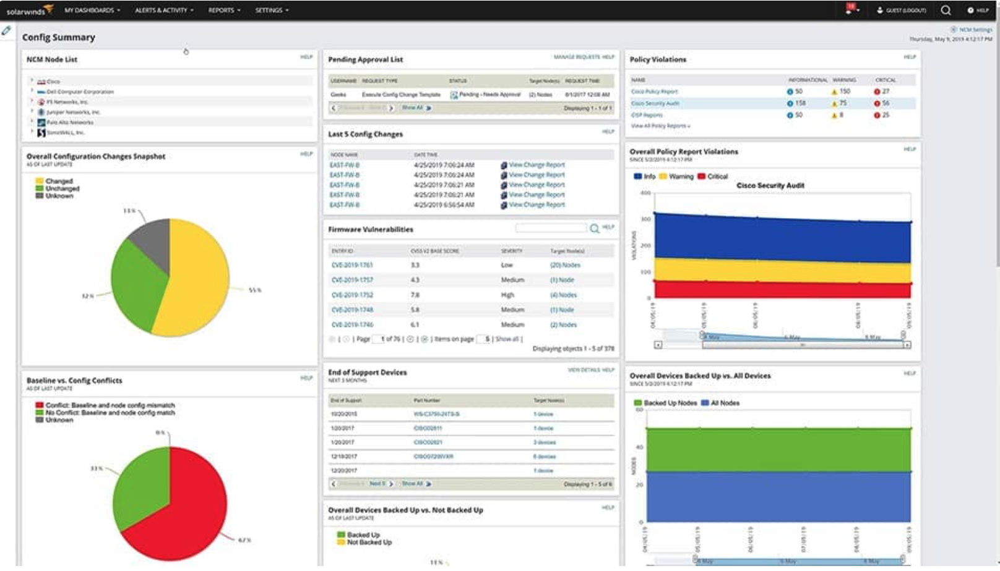 solarwinds MY DASHBOARDS ALERTS & ACTIVITY REPORTS SETTINGS GUEST (LOGOUT) HELP
Config Summary
NCM Settings
Thursday, May 9, 2019 4:12:17 PM
NCM Node List HELP
Cisco
Dell Computer Corporation
F5 Networks, Inc.
Juniper Networks, Inc.
Palo Alto Networks
SonicWALL, Inc.
Overall Configuration Changes Snapshot HELP
AS OF LAST UPDATE
Changed
Unchanged
Unknown
13%
55%
32%
Baseline vs. Config Conflicts HELP
AS OF LAST UPDATE
Conflict: Baseline and node config mismatch
No Conflict: Baseline and node config match
Unknown
0%
33%
67%
Pending Approval List MANAGE REQUESTS HELP
USERNAME REQUEST TYPE STATUS Target Node(s) REQUEST TIME
Geeks Execute Config Change Template Pending - Needs Approval (2) Nodes 8/1/2017 12:08 AM
Show All Displaying 1 - 1 of 1
Last 5 Config Changes HELP
NODE NAME DATE TIME
EAST-FW-B 4/25/2019 7:06:24 AM View Change Report
EAST-FW-B 4/25/2019 7:06:24 AM View Change Report
EAST-FW-B 4/25/2019 7:06:21 AM View Change Report
EAST-FW-B 4/25/2019 7:06:21 AM View Change Report
EAST-FW-B 4/25/2019 6:56:54 AM View Change Report
Firmware Vulnerabilities HELP
ENTRY ID CVSS V2 BASE SCORE SEVERITY Target Node(s)
CVE-2019-1761 3.3 Low (20) Nodes
CVE-2019-1757 4.3 Medium (1) Node
CVE-2019-1752 7.8 High (4) Nodes
CVE-2019-1748 5.8 Medium (1) Node
CVE-2019-1746 6.1 Medium (2) Nodes
| Page 1 of 76 | Items on page 5 | Show all |
Displaying objects 1 - 5 of 378
End of Support Devices VIEW DETAILS HELP
NEXT 3 MONTHS
End of Support Part Number Target Node(s)
10/20/2015 WS-C3750-24TS-S 1 device
1/20/2017 CISCO2811 1 device
1/20/2017 CISCO2821 3 devices
12/18/2017 CISCO7206VXR 6 devices
12/20/2017 1 device
Next 5 Show All Displaying 1 - 5 of 6
Overall Devices Backed Up vs. Not Backed Up HELP
AS OF LAST UPDATE
Backed Up
Not Backed Up
11%
Policy Violations HELP
NAME INFORMATIONAL WARNING CRITICAL
Cisco Policy Report 50 150 27
Cisco Security Audit 158 75 56
CISP Reports 50 8 25
View All Policy Reports »
Overall Policy Report Violations HELP
SINCE 5/2/2019 4:12:17 PM
Info Warning Critical
Cisco Security Audit
400
300
200
100
0
VIOLATIONS
04/05/19 05/05/19 06/05/19 08/05/19 09/05/19
4 May 6 May 8 May
Overall Devices Backed Up vs. All Devices HELP
SINCE 5/2/2019 4:12:17 PM
Backed Up Nodes All Nodes
60
40
20
0
NODES
04/05/19 05/05/19 06/05/19 07/05/19 08/05/19 09/05/19
4 May 6 May 8 May